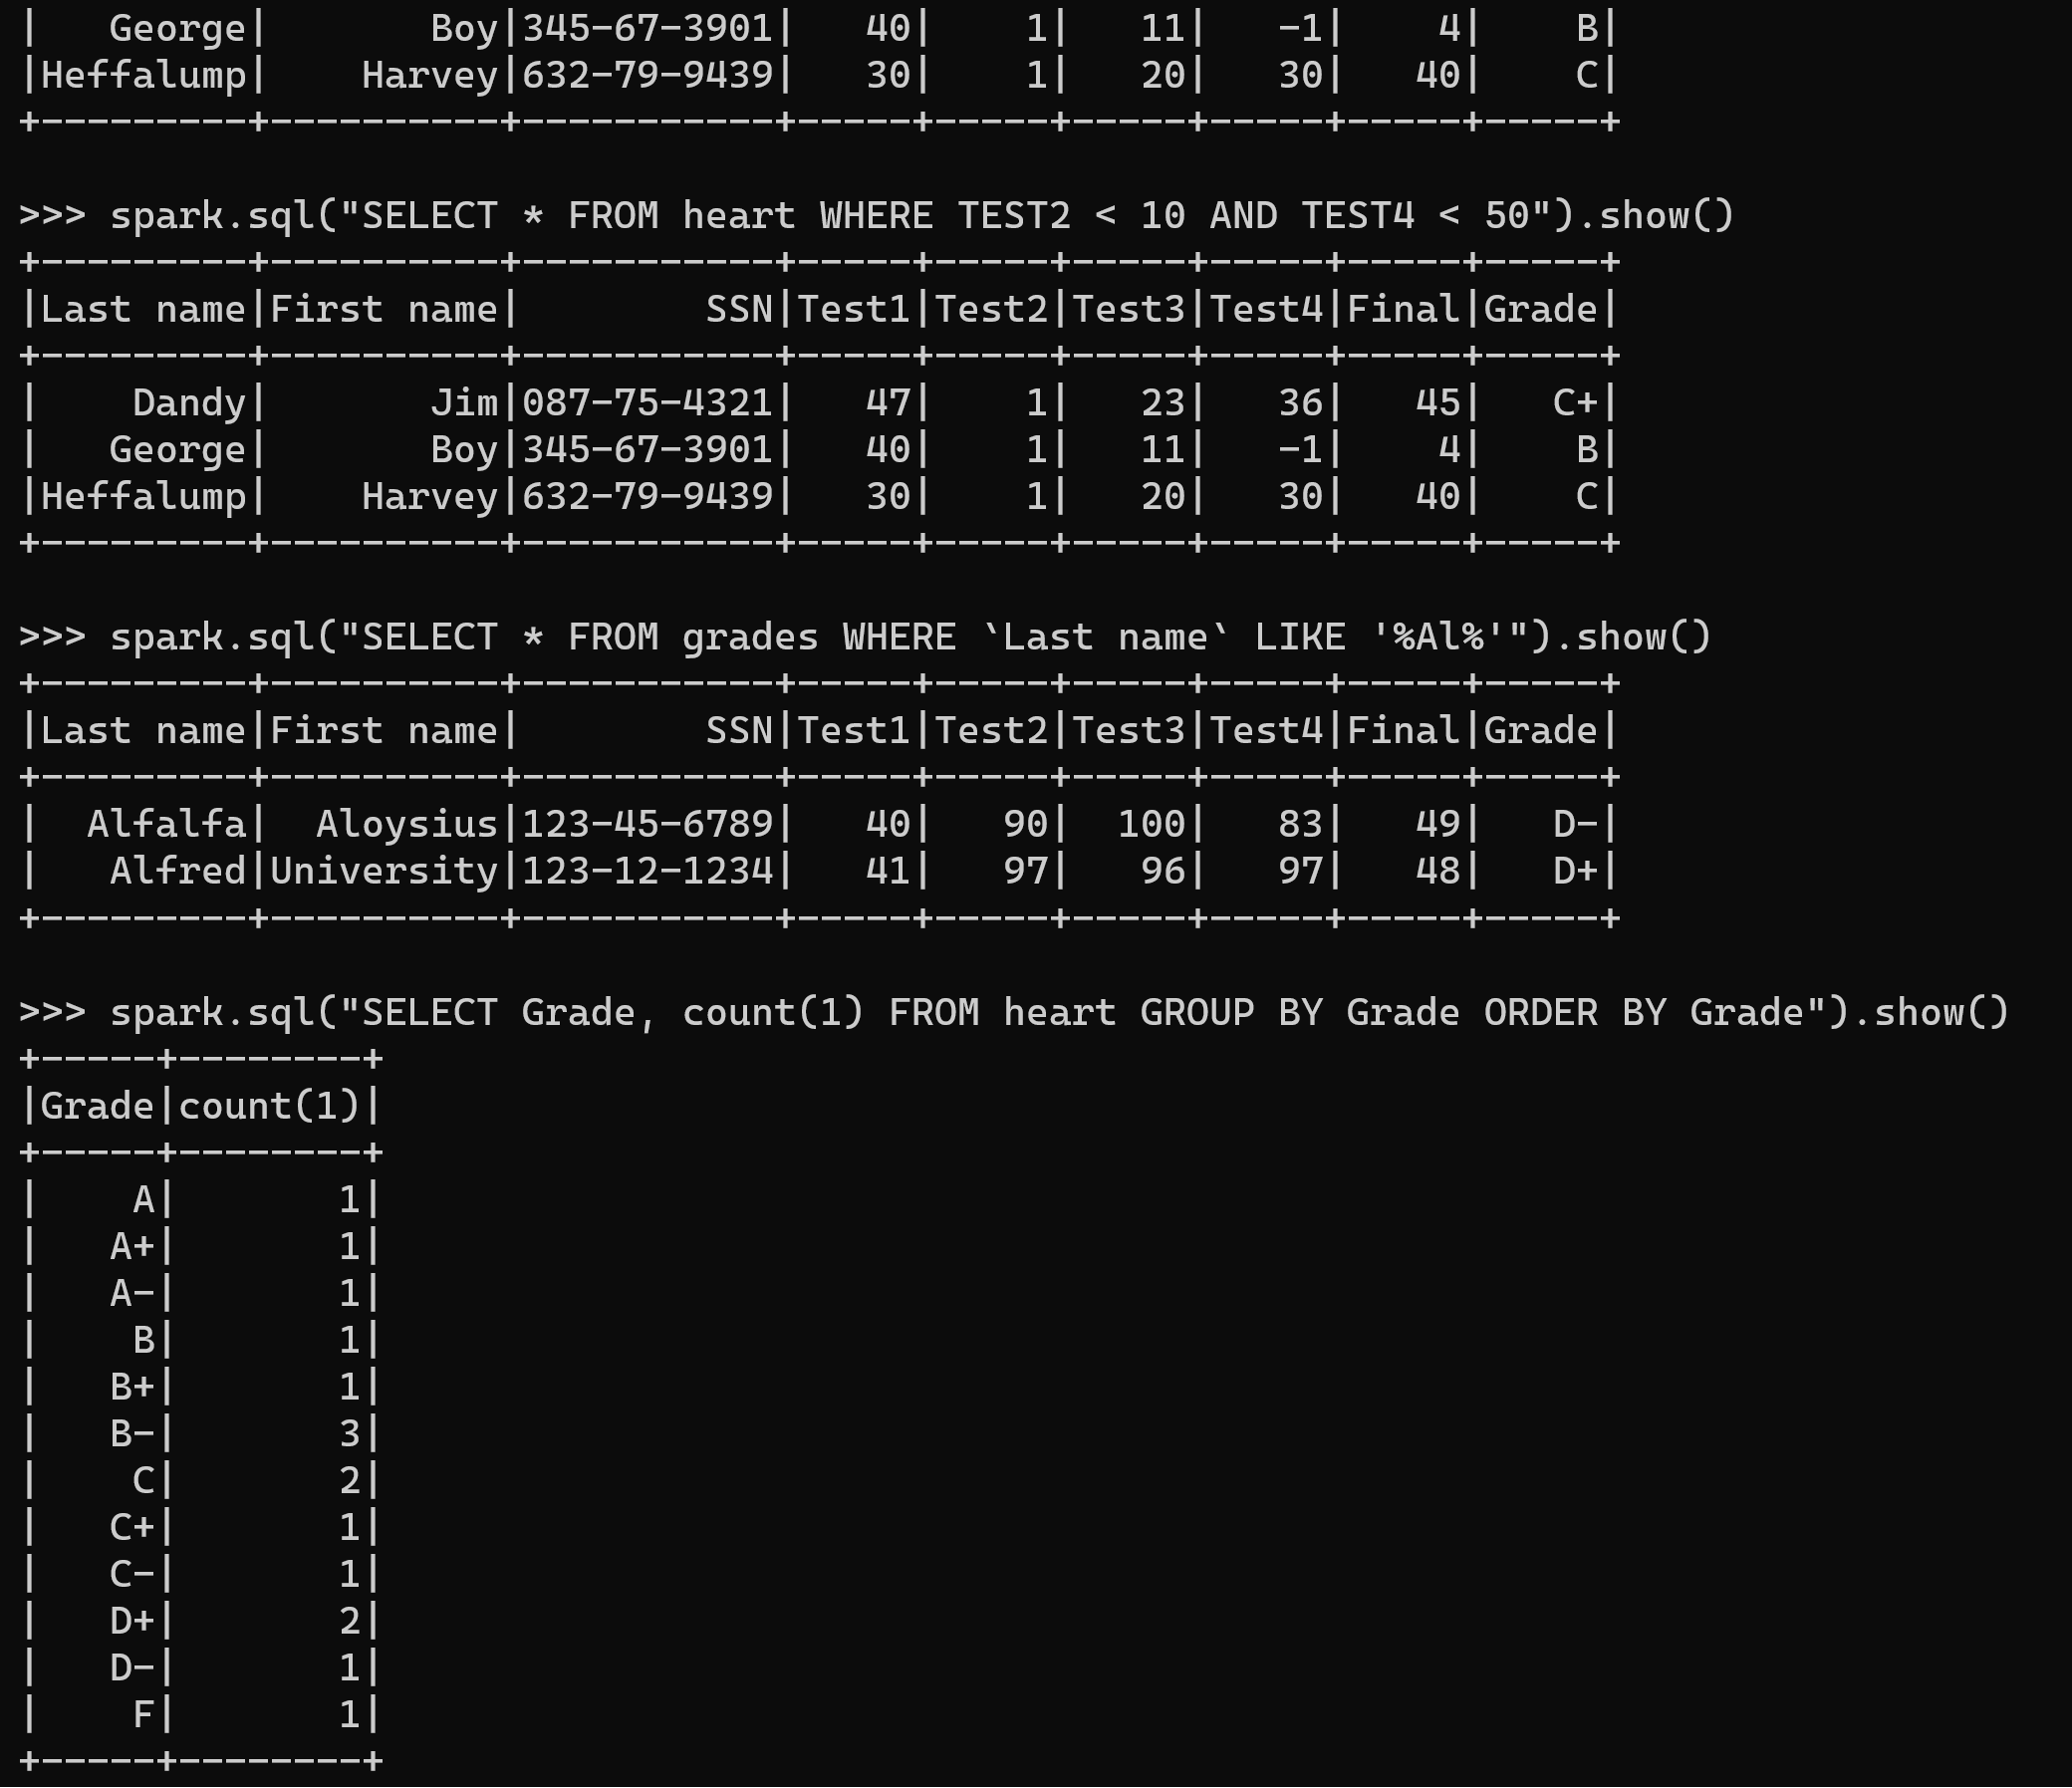 |   George|       Boy|345-67-3901|   40|    1|   11|   -1|    4|    B|
|Heffalump|    Harvey|632-79-9439|   30|    1|   20|   30|   40|    C|
+---------+----------+-----------+-----+-----+-----+-----+-----+-----+
>>> spark.sql("SELECT * FROM heart WHERE TEST2 < 10 AND TEST4 < 50").show()
+---------+----------+-----------+-----+-----+-----+-----+-----+-----+
|Last name|First name|        SSN|Test1|Test2|Test3|Test4|Final|Grade|
+---------+----------+-----------+-----+-----+-----+-----+-----+-----+
|    Dandy|       Jim|087-75-4321|   47|    1|   23|   36|   45|   C+|
|   George|       Boy|345-67-3901|   40|    1|   11|   -1|    4|    B|
|Heffalump|    Harvey|632-79-9439|   30|    1|   20|   30|   40|    C|
+---------+----------+-----------+-----+-----+-----+-----+-----+-----+
>>> spark.sql("SELECT * FROM grades WHERE `Last name` LIKE '%Al%'").show()
+---------+----------+-----------+-----+-----+-----+-----+-----+-----+
|Last name|First name|        SSN|Test1|Test2|Test3|Test4|Final|Grade|
+---------+----------+-----------+-----+-----+-----+-----+-----+-----+
|  Alfalfa|  Aloysius|123-45-6789|   40|   90|  100|   83|   49|   D-|
|   Alfred|University|123-12-1234|   41|   97|   96|   97|   48|   D+|
+---------+----------+-----------+-----+-----+-----+-----+-----+-----+
>>> spark.sql("SELECT Grade, count(1) FROM heart GROUP BY Grade ORDER BY Grade").show()
+-----+--------+
|Grade|count(1)|
+-----+--------+
|    A|       1|
|   A+|       1|
|   A-|       1|
|    B|       1|
|   B+|       1|
|   B-|       3|
|    C|       2|
|   C+|       1|
|   C-|       1|
|   D+|       2|
|   D-|       1|
|    F|       1|
+-----+--------+